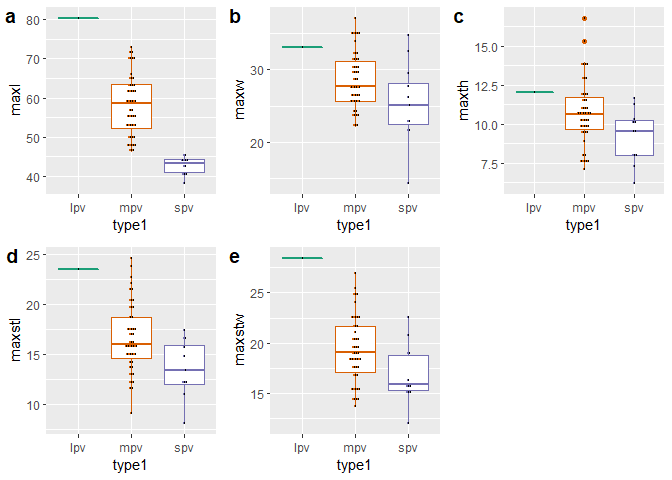 a
80
70
60
50
40
maxl
lpv mpv spv
type1
b
30
20
maxw
lpv mpv spv
type1
c
15.0
12.5
10.0
7.5
maxth
lpv mpv spv
type1
d
25
20
15
10
maxstl
lpv mpv spv
type1
e
25
20
15
maxstw
lpv mpv spv
type1